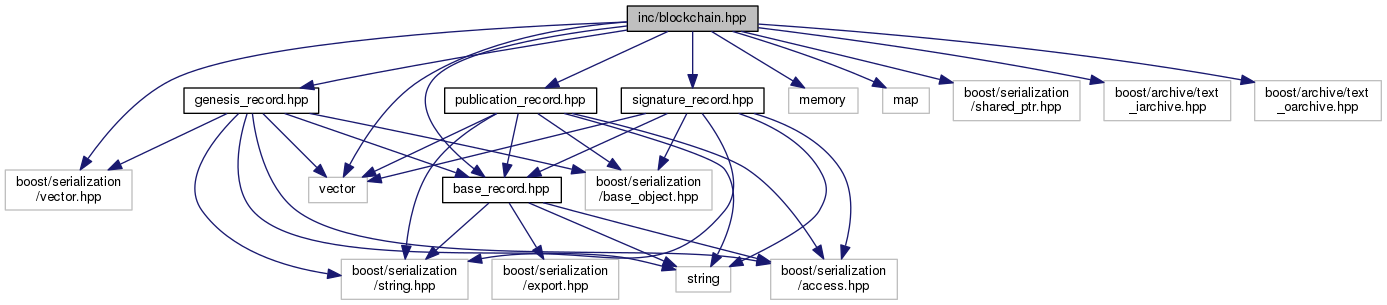 inc/blockchain.hpp
genesis_record.hpp
publication_record.hpp
signature_record.hpp
memory
map
boost/serialization
/shared_ptr.hpp
boost/archive/text
_iarchive.hpp
boost/archive/text
_oarchive.hpp
boost/serialization
/vector.hpp
vector
base_record.hpp
boost/serialization
/base_object.hpp
boost/serialization
/string.hpp
boost/serialization
/export.hpp
string
boost/serialization
/access.hpp